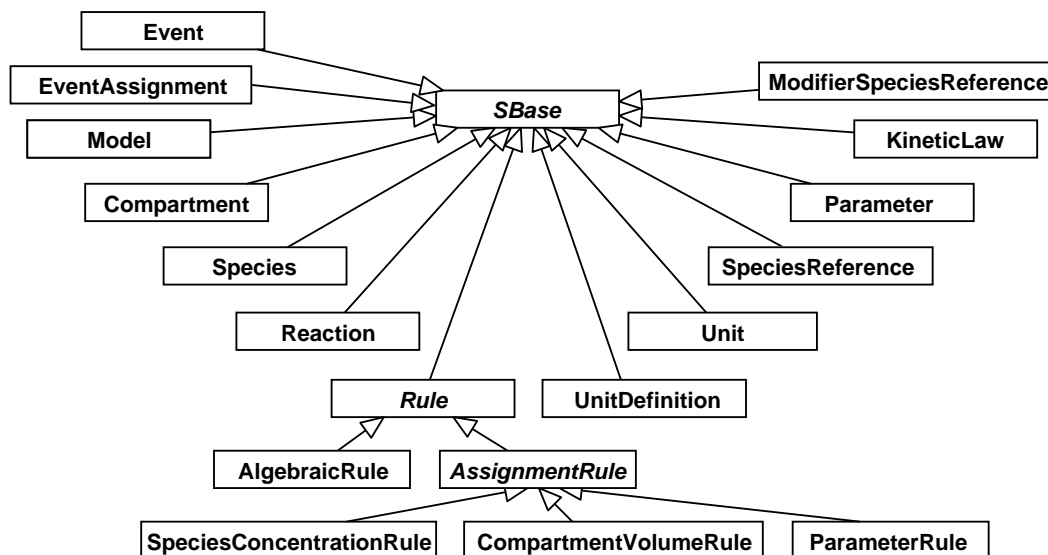 Event
EventAssignment
ModifierSpeciesReference
SBase
Model
KineticLaw
Compartment
Parameter
Species
SpeciesReference
Reaction
Unit
Rule
UnitDefinition
AlgebraicRule
AssignmentRule
SpeciesConcentrationRule
CompartmentVolumeRule
ParameterRule